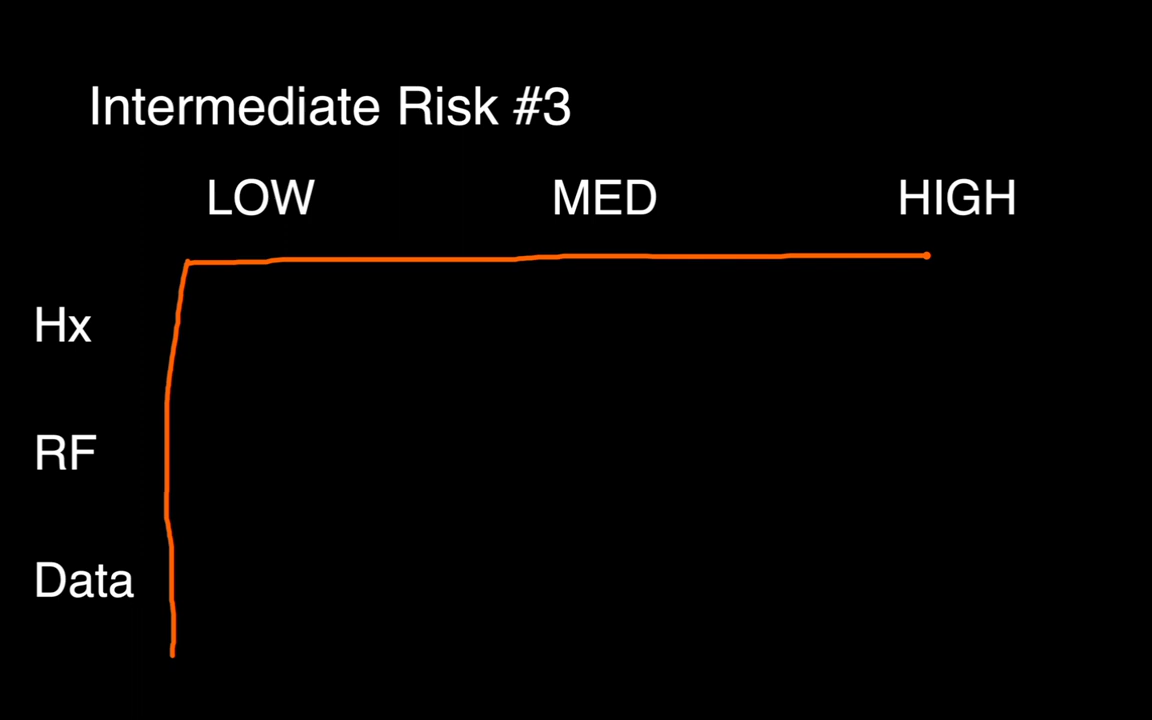 Intermediate Risk #3
LOW MED HIGH
Hx
RF
Data